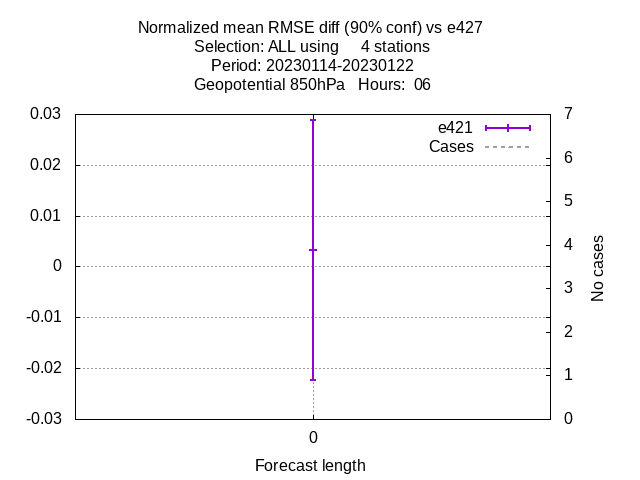 Normalized mean RMSE diff (90% conf) vs e427
Selection: ALL using     4 stations
Period: 20230114-20230122
Geopotential 850hPa   Hours:  06
0.03
0.02
0.01
0
-0.01
-0.02
-0.03
7
6
5
4
3
2
1
0
e421
Cases
No cases
0
Forecast length